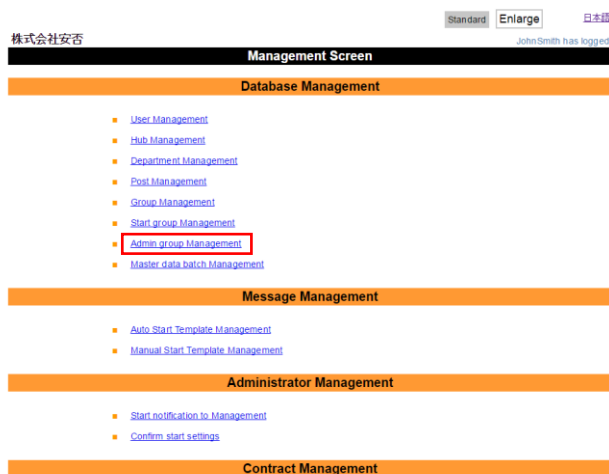 Standard Enlarge 日本語
株式会社安否
JohnSmith has logged
Management Screen
Database Management
User Management
Hub Management
Department Management
Post Management
Group Management
Start group Management
Admin group Management
Master data batch Management
Message Management
Auto Start Template Management
Manual Start Template Management
Administrator Management
Start notification to Management
Confirm start settings
Contract Management